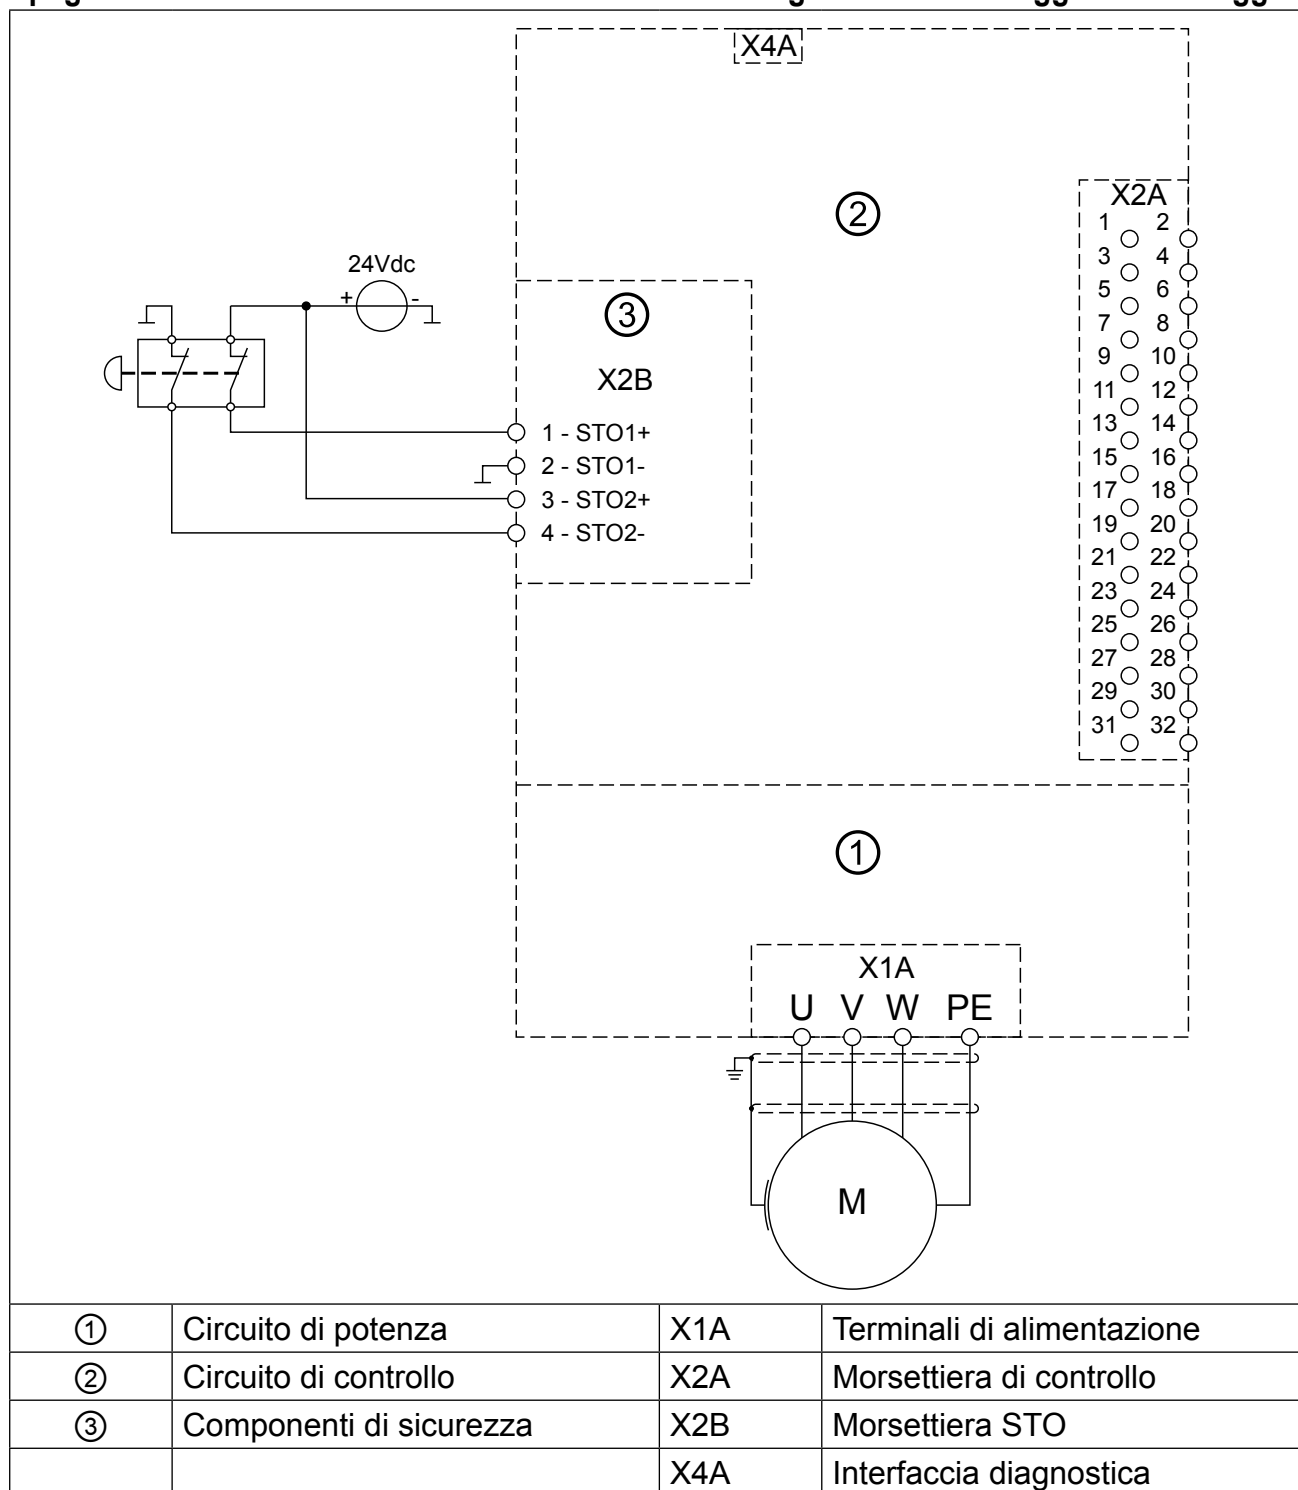 X4A
②
X2A
1 2
3 4
5 6
7 8
9 10
11 12
13 14
15 16
17 18
19 20
21 22
23 24
25 26
27 28
29 30
31 32
24Vdc
+ -
③
X2B
1 - STO1+
2 - STO1-
3 - STO2+
4 - STO2-
①
X1A
U V W PE
M
① Circuito di potenza X1A Terminali di alimentazione
② Circuito di controllo X2A Morsettiera di controllo
③ Componenti di sicurezza X2B Morsettiera STO
X4A Interfaccia diagnostica